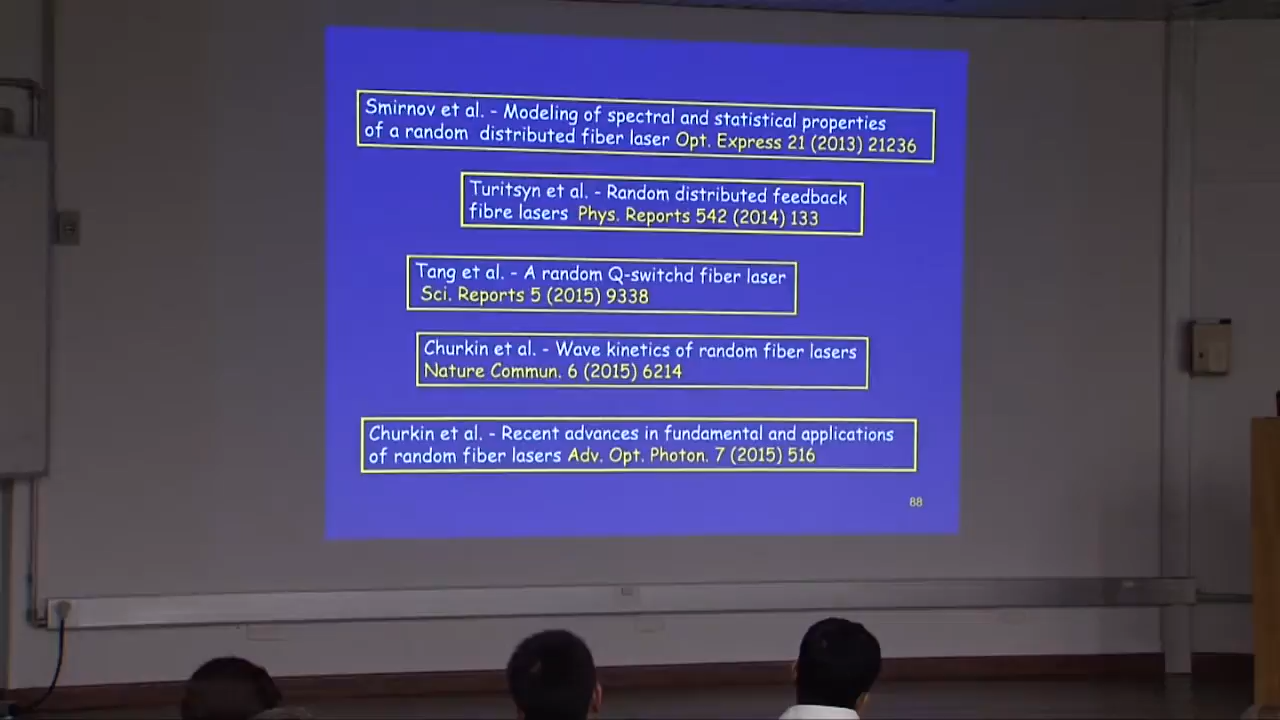 Smirnov et al. - Modeling of spectral and statistical properties
of a random distributed fiber laser Opt. Express 21 (2013) 21236
Turitsyn et al. - Random distributed feedback
fibre lasers Phys. Reports 542 (2014) 133
Tang et al. - A random Q-switchd fiber laser
Sci. Reports 5 (2015) 9338
Churkin et al. - Wave kinetics of random fiber lasers
Nature Commun. 6 (2015) 6214
Churkin et al. - Recent advances in fundamental and applications
of random fiber lasers Adv. Opt. Photon. 7 (2015) 516
88